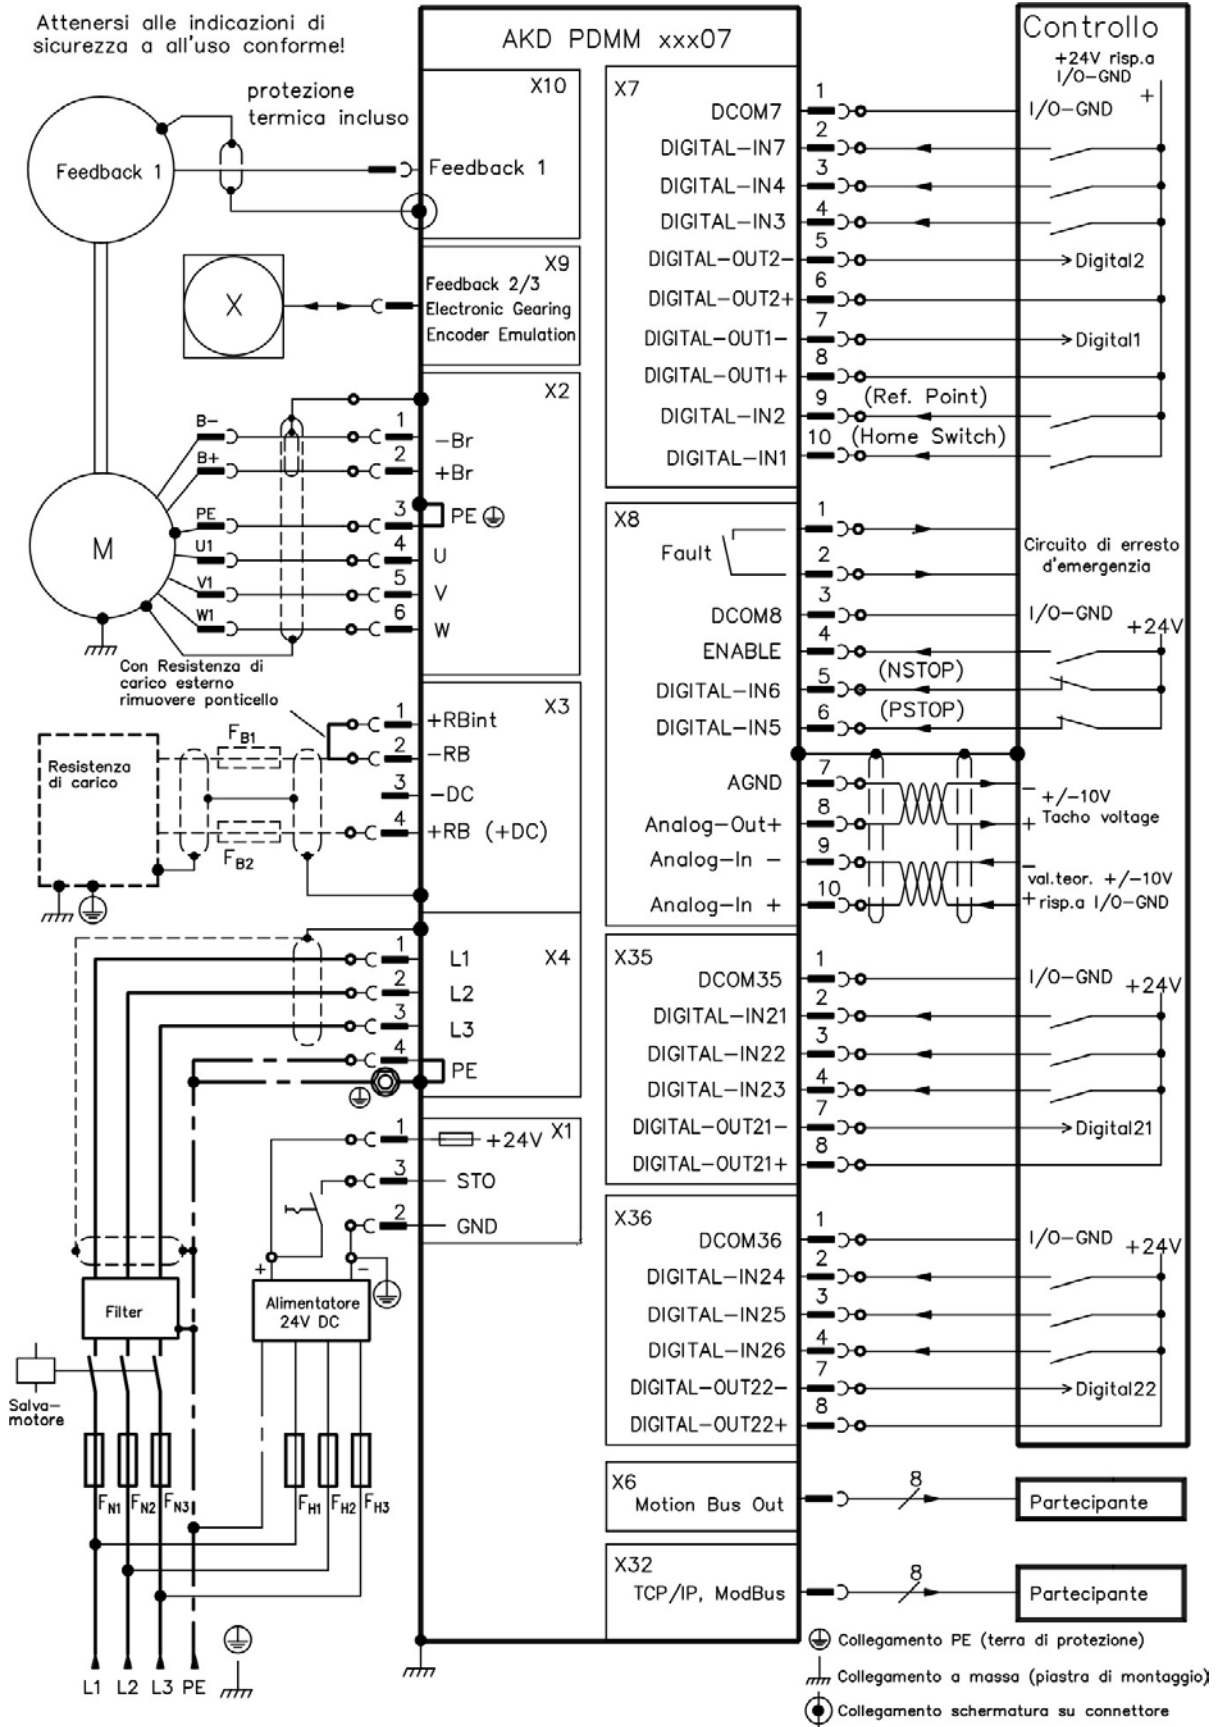 Attenersi alle indicazioni di
sicurezza a all'uso conforme!
AKD PDMM xxx07
Controllo
protezione
termica incluso
Feedback 1
X10
Feedback 1
X
X9
Feedback 2/3
Electronic Gearing
Encoder Emulation
X2
B-
1
-Br
B+
2
+Br
PE
3
PE
M
U1
4
U
V1
5
V
W1
6
W
Con Resistenza di
carico esterno
rimuovere ponticello
X3
1
+RBint
FB1
2
-RB
Resistenza
di carico
3
-DC
4
+RB (+DC)
FB2
X4
1
L1
2
L2
3
L3
4
PE
X1
1
+24V
3
STO
2
GND
+
-
Filter
Alimentatore
24V DC
Salva-
motore
FN1
FN2
FN3
FH1
FH2
FH3
L1
L2
L3
PE
X7
+24V risp.a
I/O-GND
+
DCOM7
1
I/O-GND
DIGITAL-IN7
2
DIGITAL-IN4
3
DIGITAL-IN3
4
DIGITAL-OUT2-
5
Digital2
DIGITAL-OUT2+
6
DIGITAL-OUT1-
7
Digital1
DIGITAL-OUT1+
8
DIGITAL-IN2
9
(Ref. Point)
DIGITAL-IN1
10
(Home Switch)
X8
Fault
1
2
Circuito di erresto
d'emergenzia
DCOM8
3
I/O-GND
+24V
ENABLE
4
DIGITAL-IN6
5
(NSTOP)
DIGITAL-IN5
6
(PSTOP)
AGND
7
-
+/-10V
Tacho voltage
Analog-Out+
8
+
Analog-In -
9
-
val.teor. +/-10V
Analog-In +
10
+
risp.a I/O-GND
X35
DCOM35
1
I/O-GND
+24V
DIGITAL-IN21
2
DIGITAL-IN22
3
DIGITAL-IN23
4
DIGITAL-OUT21-
7
Digital21
DIGITAL-OUT21+
8
X36
DCOM36
1
I/O-GND
+24V
DIGITAL-IN24
2
DIGITAL-IN25
3
DIGITAL-IN26
4
DIGITAL-OUT22-
7
Digital22
DIGITAL-OUT22+
8
X6
Motion Bus Out
8
Partecipante
X32
TCP/IP, ModBus
8
Partecipante
Collegamento PE (terra di protezione)
Collegamento a massa (piastra di montaggio)
Collegamento schermatura su connettore